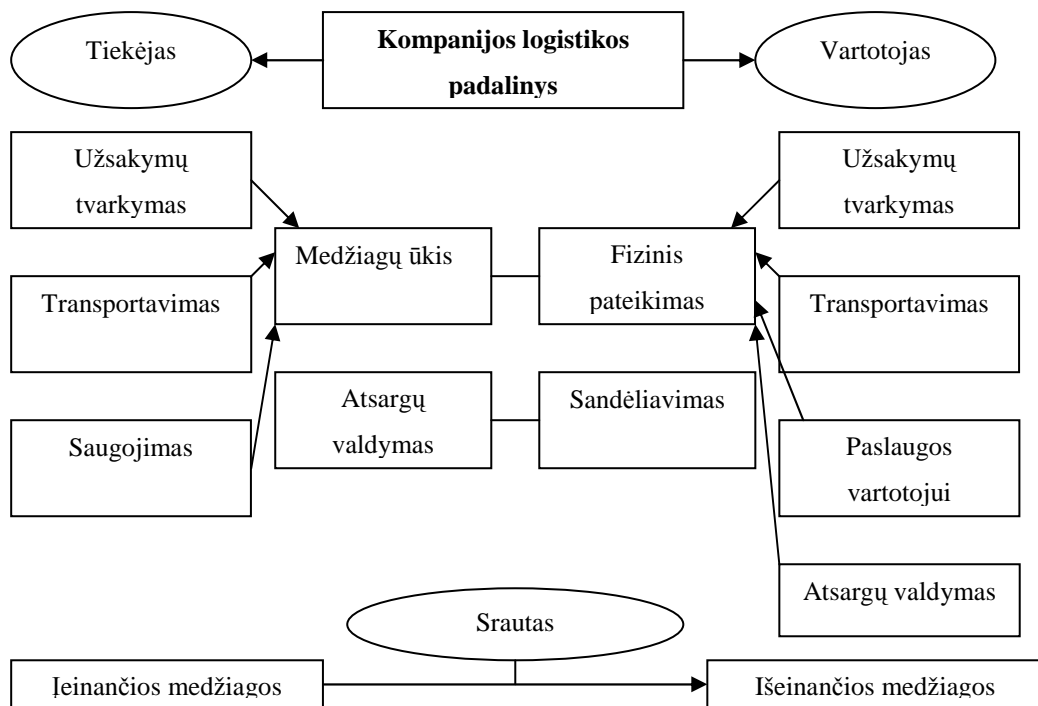 Tiekėjas
Kompanijos logistikos
padalinys
Vartotojas
Užsakymų
tvarkymas
Užsakymų
tvarkymas
Medžiagų ūkis
Fizinis
pateikimas
Transportavimas
Transportavimas
Atsargų
valdymas
Sandėliavimas
Saugojimas
Paslaugos
vartotojui
Atsargų valdymas
Srautas
Įeinančios medžiagos
Išeinančios medžiagos